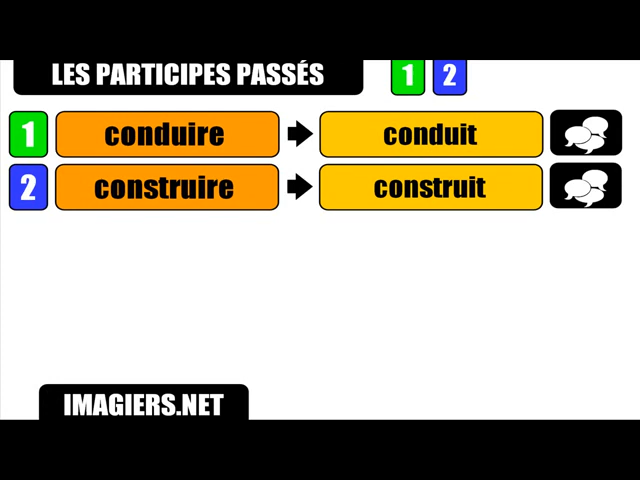 LES PARTICIPES PASSÉS 1 2
1 conduire conduit
2 construire construit
IMAGIERS.NET